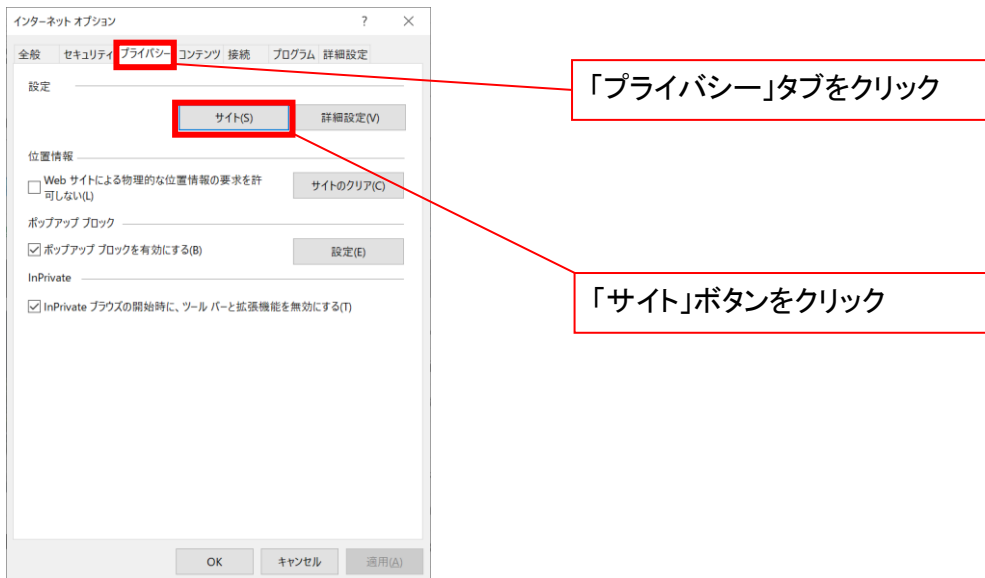 インターネット オプション
?
×
全般 セキュリティ プライバシー コンテンツ 接続 プログラム 詳細設定
「プライバシー」タブをクリック
設定
サイト(S)
詳細設定(V)
位置情報
Web サイトによる物理的な位置情報の要求を許
可しない(L)
サイトのクリア(C)
ポップアップ ブロック
ポップアップ ブロックを有効にする(B)
設定(E)
InPrivate
「サイト」ボタンをクリック
InPrivate ブラウズの開始時に、ツール バーと拡張機能を無効にする(T)
OK
キャンセル
適用(A)